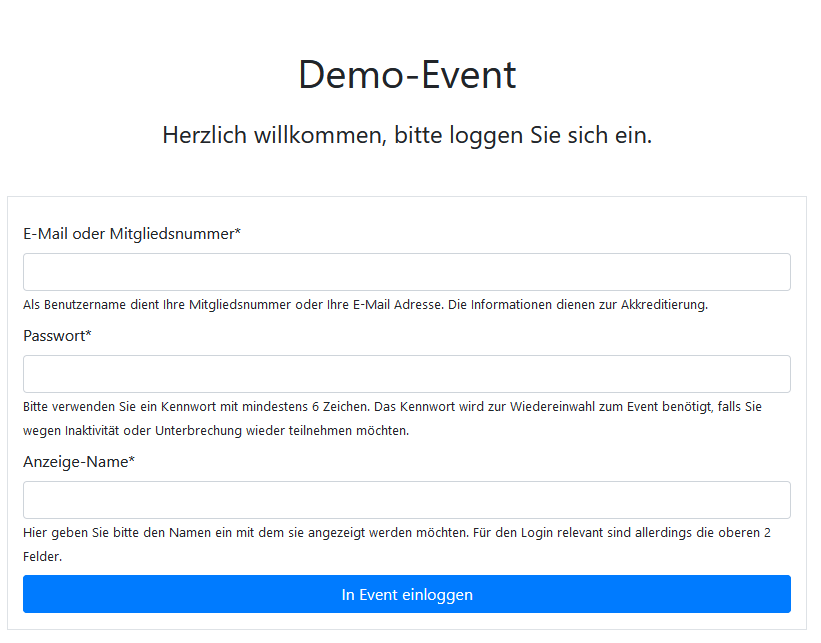 Demo-Event
Herzlich willkommen, bitte loggen Sie sich ein.
E-Mail oder Mitgliedsnummer*
Als Benutzername dient Ihre Mitgliedsnummer oder Ihre E-Mail Adresse. Die Informationen dienen zur Akkreditierung.
Passwort*
Bitte verwenden Sie ein Kennwort mit mindestens 6 Zeichen. Das Kennwort wird zur Wiedereinwahl zum Event benötigt, falls Sie
wegen Inaktivität oder Unterbrechung wieder teilnehmen möchten.
Anzeige-Name*
Hier geben Sie bitte den Namen ein mit dem sie angezeigt werden möchten. Für den Login relevant sind allerdings die oberen 2
Felder.
In Event einloggen